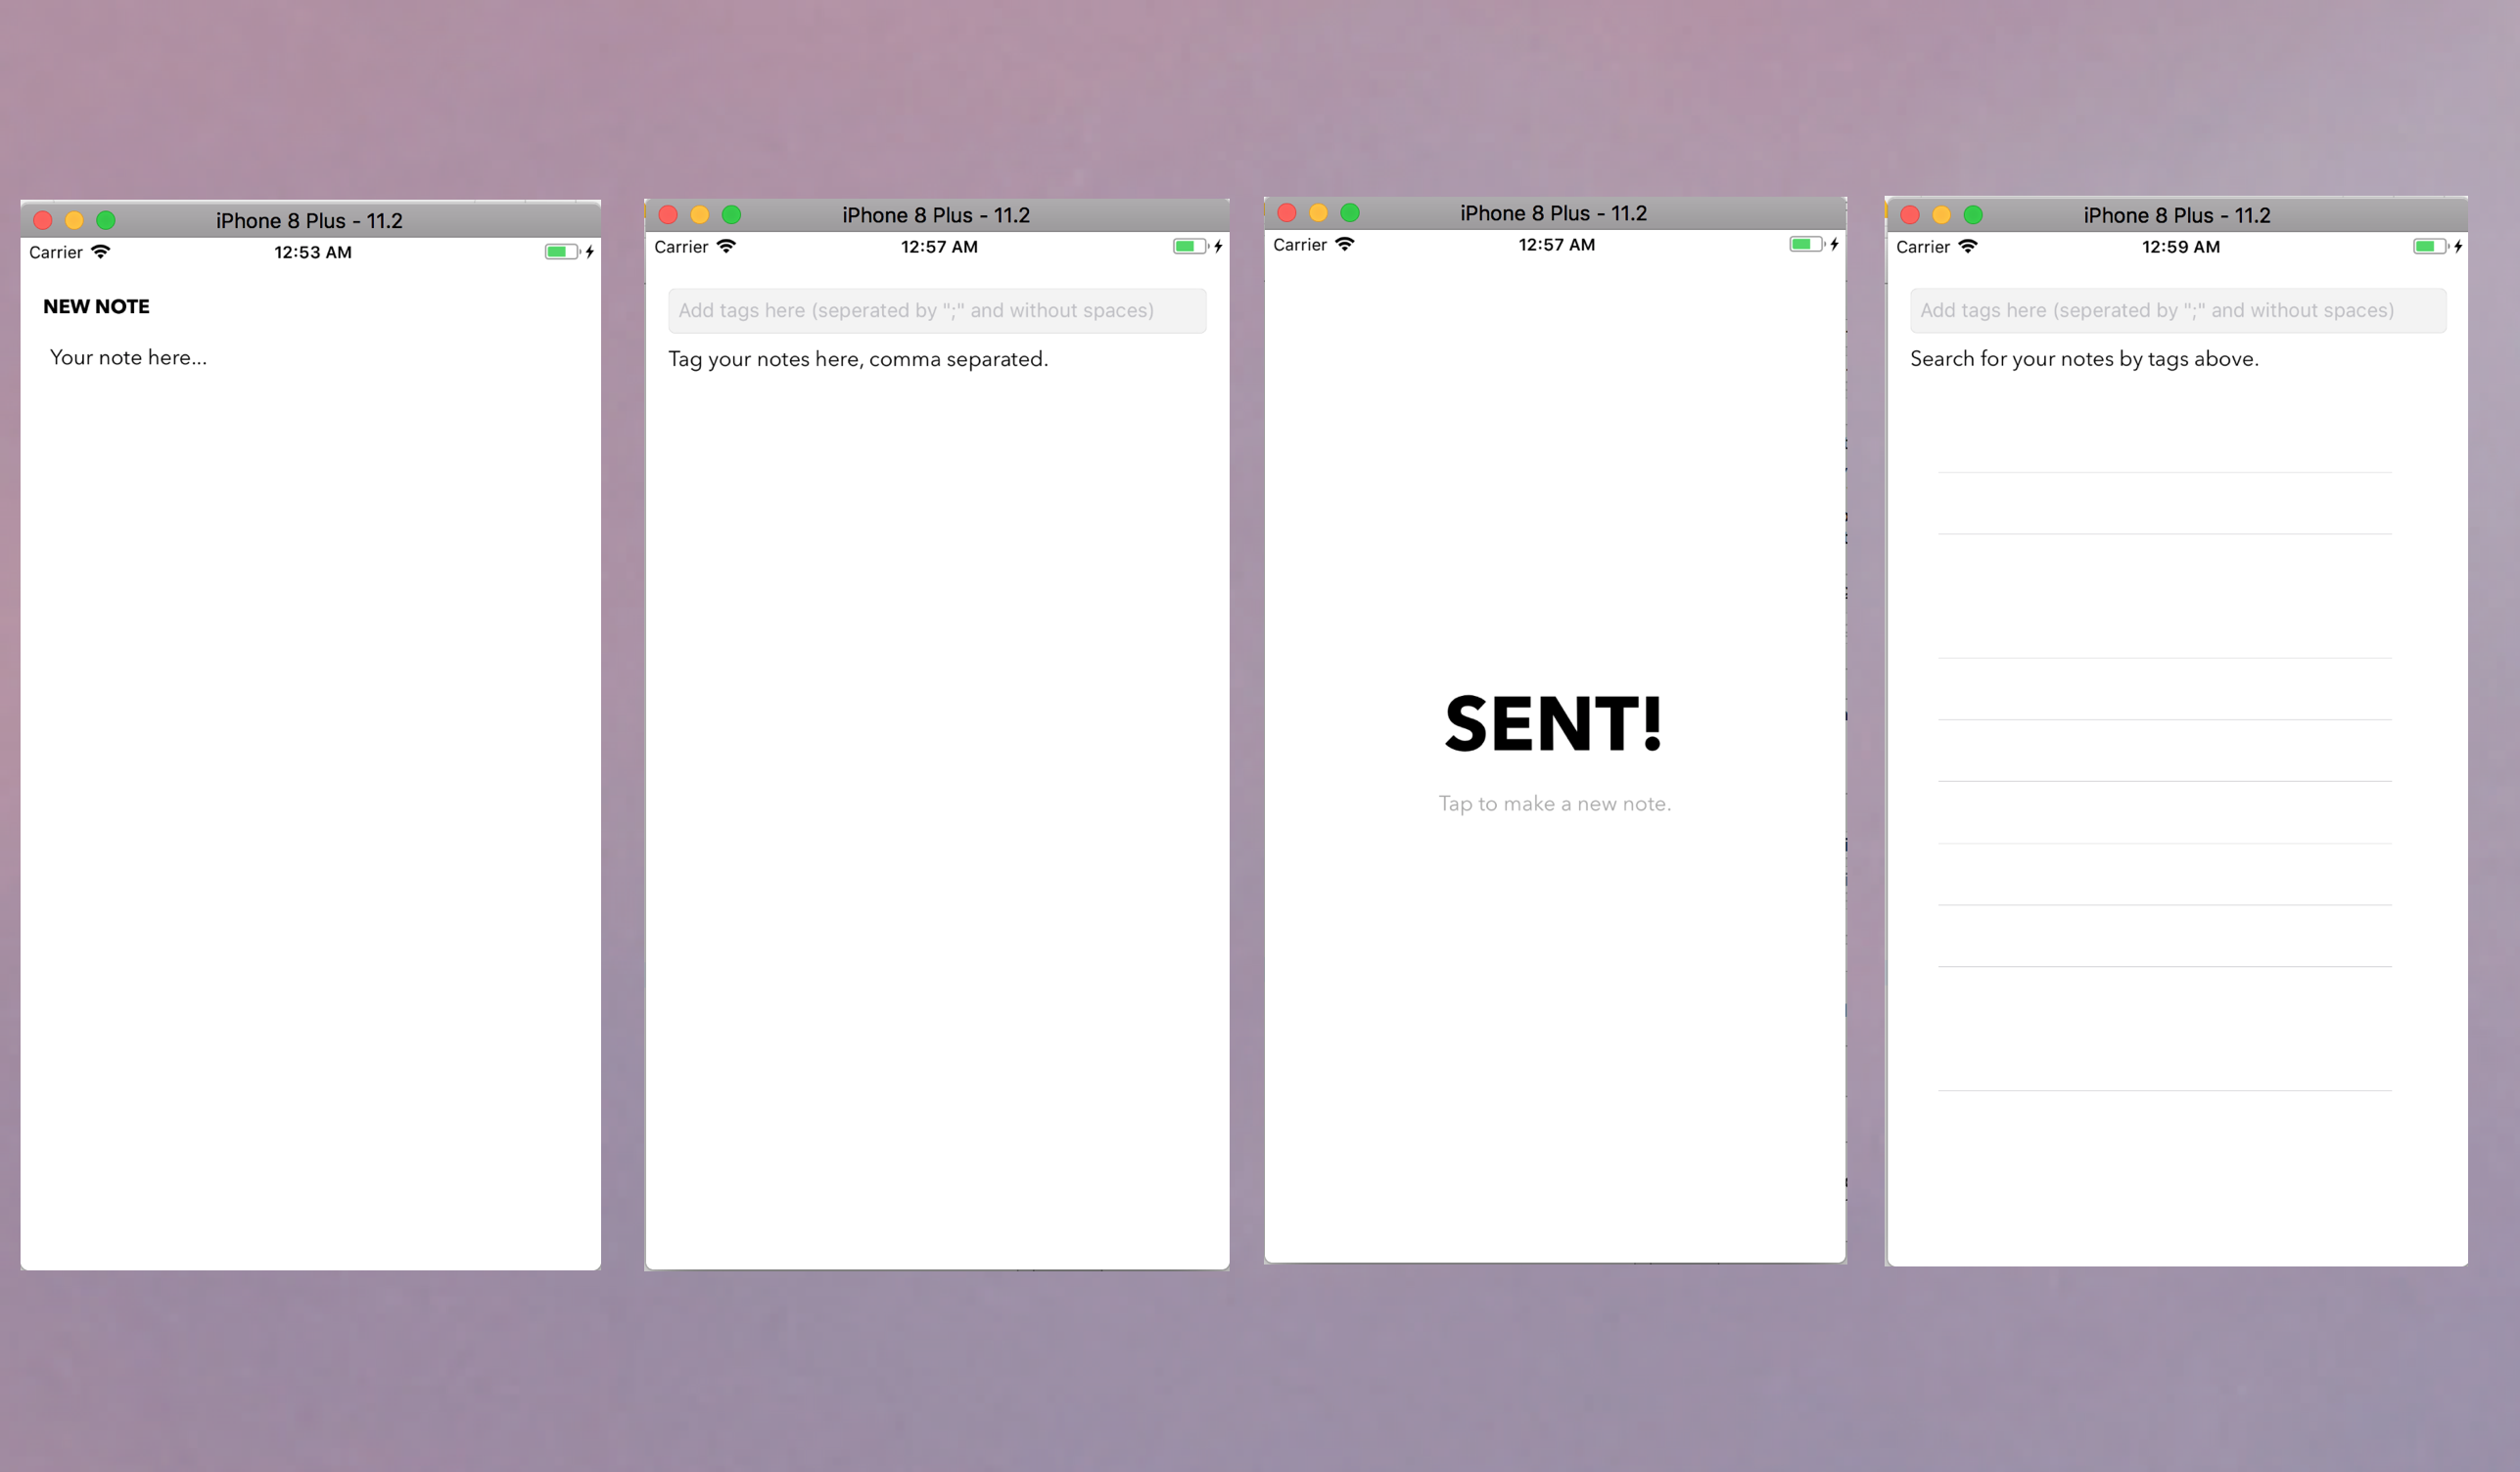 iPhone 8 Plus - 11.2
Carrier 12:53 AM
NEW NOTE
Your note here...
iPhone 8 Plus - 11.2
Carrier 12:57 AM
Add tags here (seperated by ";" and without spaces)
Tag your notes here, comma separated.
iPhone 8 Plus - 11.2
Carrier 12:57 AM
SENT!
Tap to make a new note.
iPhone 8 Plus - 11.2
Carrier 12:59 AM
Add tags here (seperated by ";" and without spaces)
Search for your notes by tags above.